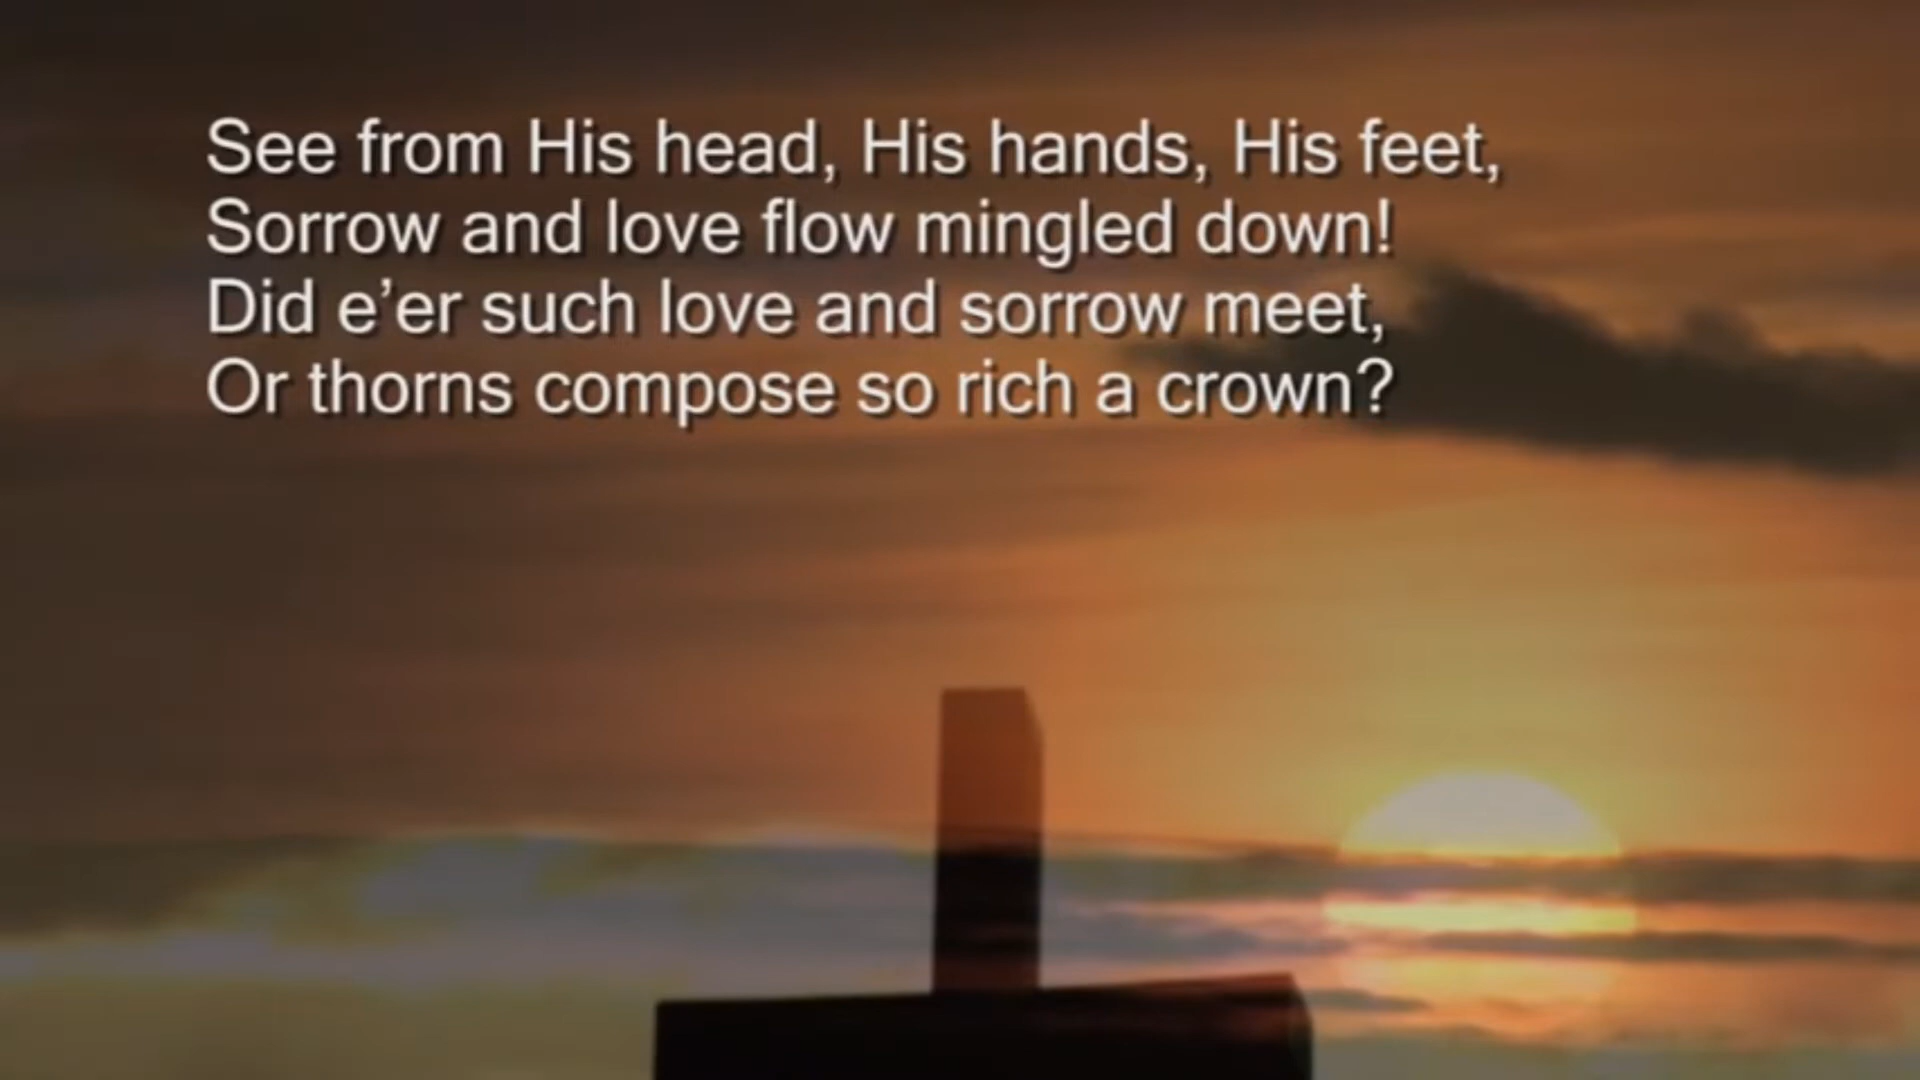 See from His head, His hands, His feet,
Sorrow and love flow mingled down!
Did e’er such love and sorrow meet,
Or thorns compose so rich a crown?